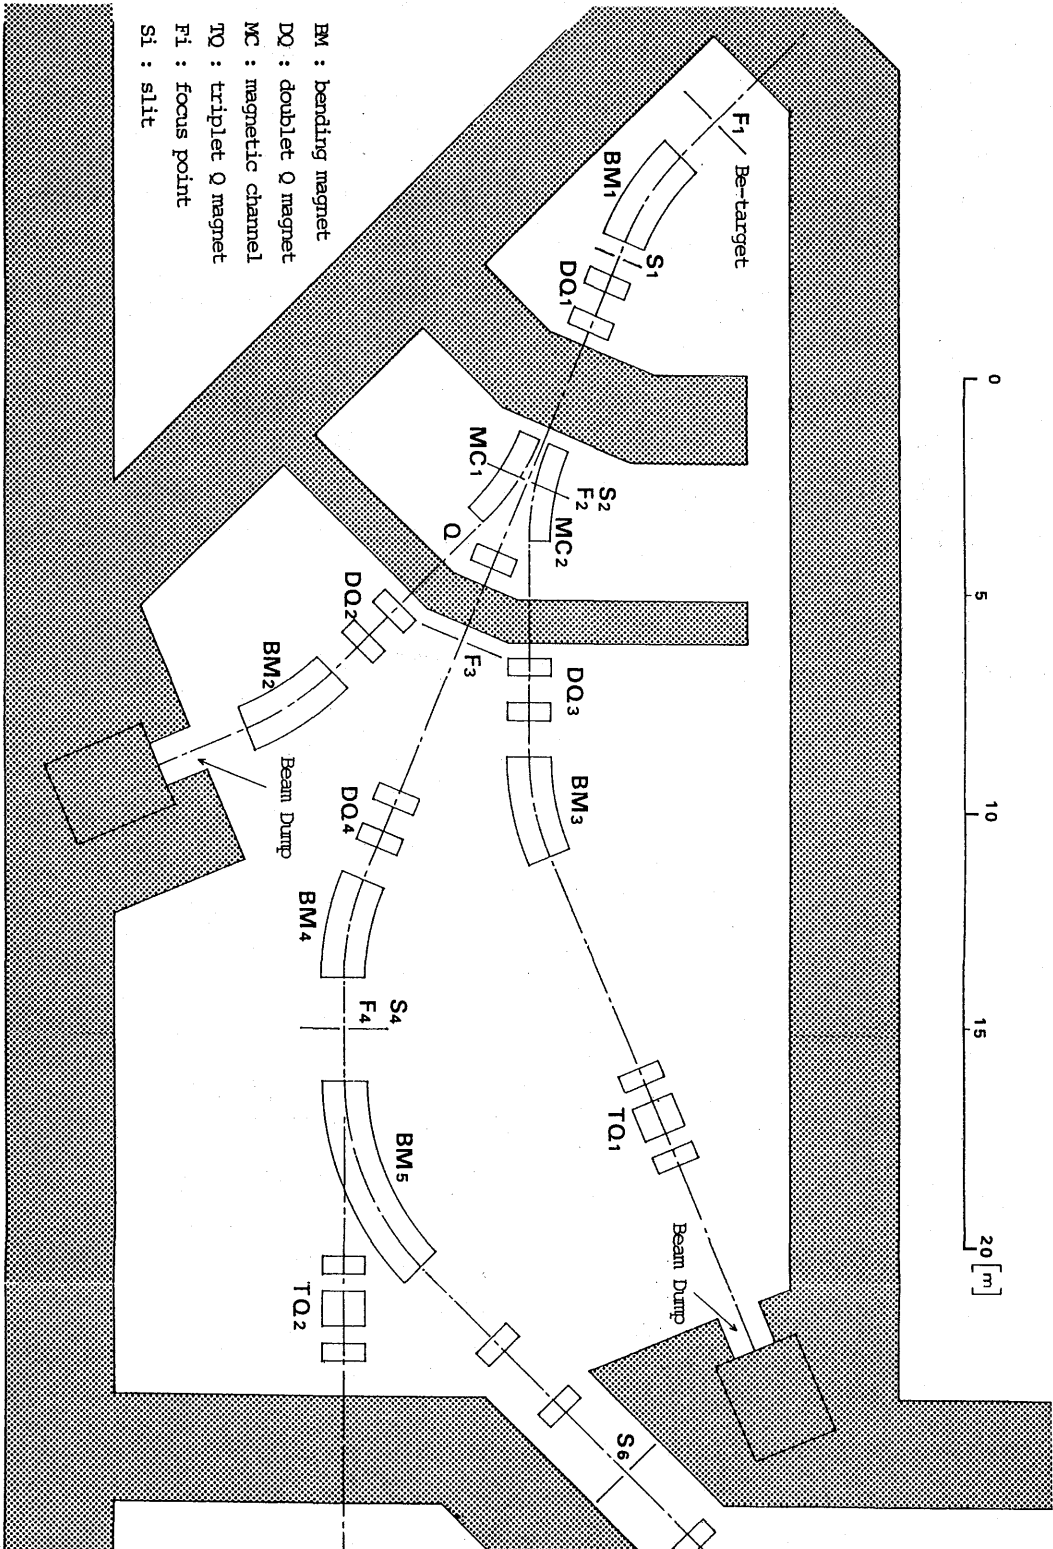 BM : bending magnet
DQ : doublet Q magnet
MC : magnetic channel
TQ : triplet Q magnet
Fi : focus point
Si : slit
F1
Be-target
BM1
S1
DQ1
0
5
10
15
20 [m]
MC1
S2
F2
MC2
Q
DQ2
BM2
F3
DQ3
BM3
Beam Dump
DQ4
BM4
S4
F4
BM5
TQ1
TQ2
Beam Dump
S6